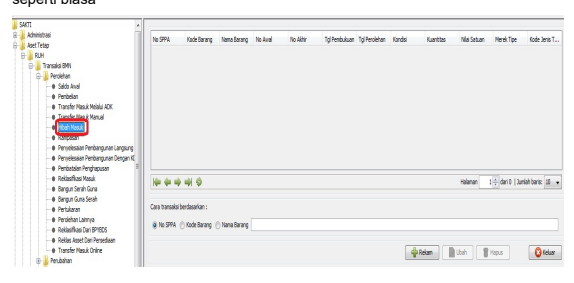 seperti biasa
SAKTI
Administrasi
Aset Tetap
RUH
Transaksi BMN
Perolehan
Saldo Awal
Pembelian
Transfer Masuk Melalui ADK
Transfer Masuk Manual
Hibah Masuk
Rampasan
Penyelesaian Pembangunan Langsung
Penyelesaian Pembangunan Dengan KD
Pembatalan Penghapusan
Reklasifikasi Masuk
Bangun Serah Guna
Bangun Guna Serah
Pertukaran
Perolehan Lainnya
Reklasifikasi Dari BPYBDS
Reklas Asset Dari Persediaan
Transfer Masuk Online
Perubahan
No SPPA Kode Barang Nama Barang No Awal No Akhir Tgl Pembukuan Tgl Perolehan Kondisi Kuantitas Nilai Satuan Merek Tipe Kode Jenis T...
Halaman 1 dari 0 | Jumlah baris: 10
Cara transaksi berdasarkan :
No SPPA Kode Barang Nama Barang
Rekam Ubah Hapus Keluar